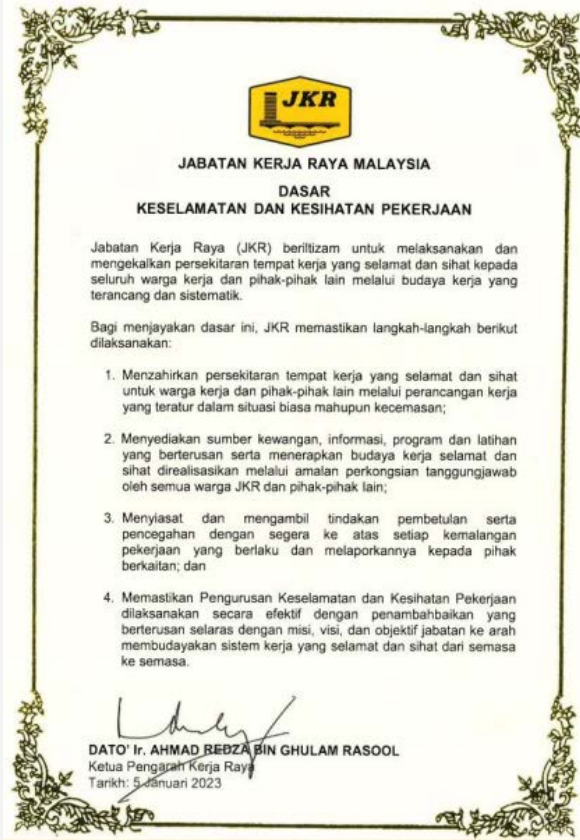 JKR
JABATAN KERJA RAYA MALAYSIA
DASAR
KESELAMATAN DAN KESIHATAN PEKERJAAN
Jabatan Kerja Raya (JKR) beriltizam untuk melaksanakan dan
mengekalkan persekitaran tempat kerja yang selamat dan sihat kepada
seluruh warga kerja dan pihak-pihak lain melalui budaya kerja yang
terancang dan sistematik.
Bagi menjayakan dasar ini, JKR memastikan langkah-langkah berikut
dilaksanakan:
1. Menzahirkan persekitaran tempat kerja yang selamat dan sihat
untuk warga kerja dan pihak-pihak lain melalui perancangan kerja
yang teratur dalam situasi biasa mahupun kecemasan;
2. Menyediakan sumber kewangan, informasi, program dan latihan
yang berterusan serta menerapkan budaya kerja selamat dan
sihat direalisasikan melalui amalan perkongsian tanggungjawab
oleh semua warga JKR dan pihak-pihak lain;
3. Menyiasat dan mengambil tindakan pembetulan serta
pencegahan dengan segera ke atas setiap kemalangan
pekerjaan yang berlaku dan melaporkannya kepada pihak
berkaitan; dan
4. Memastikan Pengurusan Keselamatan dan Kesihatan Pekerjaan
dilaksanakan secara efektif dengan penambahbaikan yang
berterusan selaras dengan misi, visi, dan objektif jabatan ke arah
membudayakan sistem kerja yang selamat dan sihat dari semasa
ke semasa.
DATO' Ir. AHMAD REDZA BIN GHULAM RASOOL
Ketua Pengarah Kerja Raya
Tarikh: 5 Januari 2023